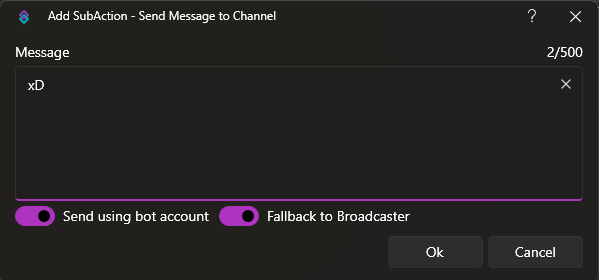 Add SubAction - Send Message to Channel
?
Message 2/500
xD
Send using bot account Fallback to Broadcaster
Ok Cancel